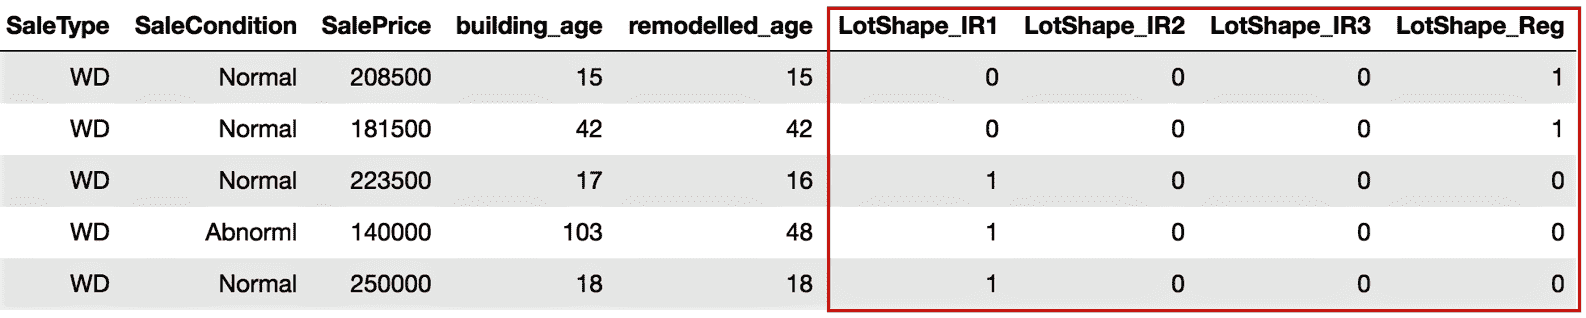 SaleType SaleCondition SalePrice building_age remodelled_age LotShape_IR1 LotShape_IR2 LotShape_IR3 LotShape_Reg
WD Normal 208500 15 15 0 0 0 1
WD Normal 181500 42 42 0 0 0 1
WD Normal 223500 17 16 1 0 0 0
WD Abnorml 140000 103 48 1 0 0 0
WD Normal 250000 18 18 1 0 0 0